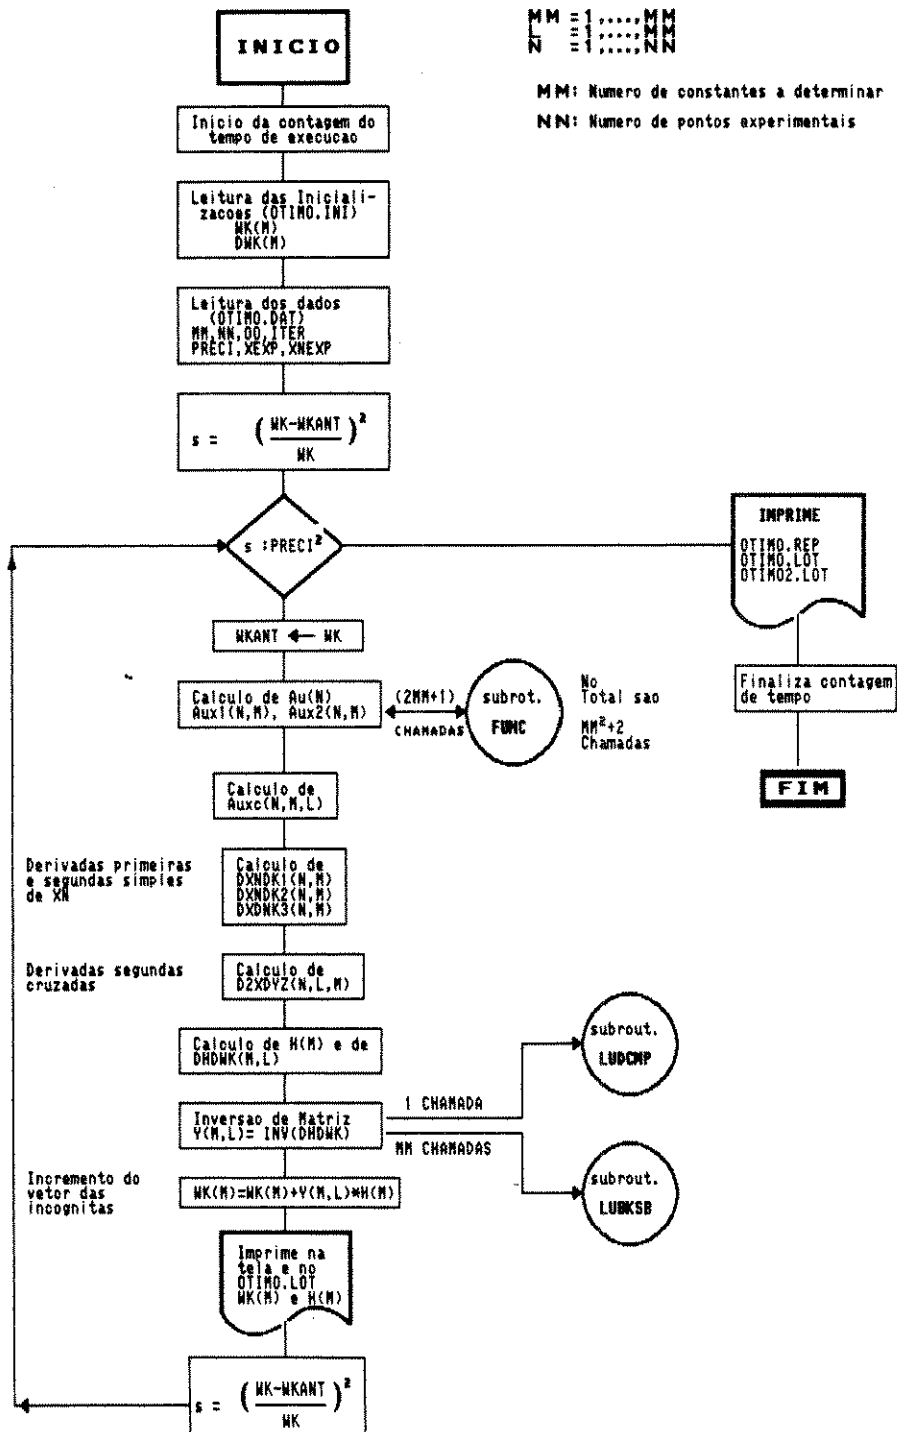 INICIO
MM =1,....,MM
L =1,....,MM
N =1,....,NN
MM: Numero de constantes a determinar
NN: Numero de pontos experimentais
Inicio da contagem do
tempo de execucao
Leitura das Iniciali-
zacoes (OTIMO.INI)
WK(M)
DWK(M)
Leitura dos dados
(OTIMO.DAT)
MM,NN,OO,ITER
PRECI,XEXP,XNEXP
s = ( WK-WKANT / WK )²
s :PRECI²
IMPRIME
OTIMO.REP
OTIMO.LOT
OTIMO2.LOT
WKANT ← WK
Calculo de Au(N)
Aux1(N,M), Aux2(N,M)
(2MM+1)
CHAMADAS
subrot.
FUNC
No
Total sao
MM²+2
Chamadas
Finaliza contagem
de tempo
FIM
Calculo de
Auxc(N,M,L)
Derivadas primeiras
e segundas simples
de XN
Calculo de
DXNDK1(N,M)
DXNDK2(N,M)
DXDNK3(N,M)
Derivadas segundas
cruzadas
Calculo de
D2XDYZ(N,L,M)
Calculo de H(M) e de
DHDWK(M,L)
subrout.
LUDCMP
1 CHAMADA
Inversao de Matriz
Y(M,L)= INV(DHDWK)
MM CHAMADAS
subrout.
LUBKSB
Incremento do
vetor das
incognitas
WK(M)=WK(M)+Y(M,L)*H(M)
Imprime na
tela e no
OTIMO.LOT
WK(M) e H(M)
s = ( WK-WKANT / WK )²